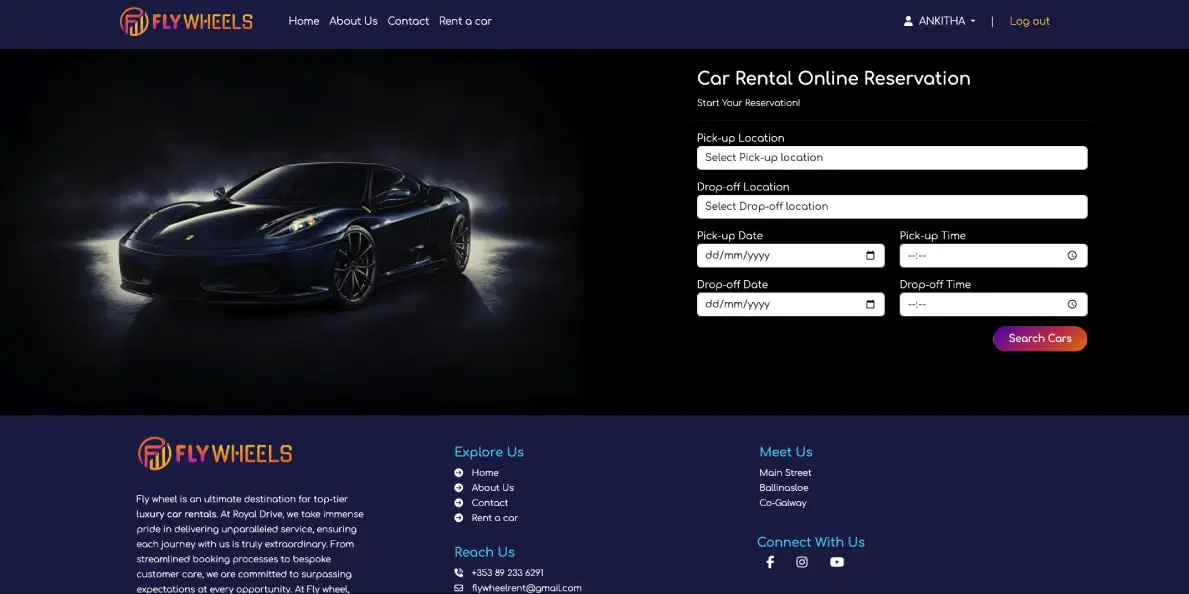 FLY WHEELS
Home About Us Contact Rent a car
ANKITHA | Log out
Car Rental Online Reservation
Start Your Reservation!
Pick-up Location
Select Pick-up location
Drop-off Location
Select Drop-off location
Pick-up Date Pick-up Time
dd/mm/yyyy --:--
Drop-off Date Drop-off Time
dd/mm/yyyy --:--
Search Cars
FLY WHEELS
Fly wheel is an ultimate destination for top-tier
luxury car rentals. At Royal Drive, we take immense
pride in delivering unparalleled service, ensuring
each journey with us is truly extraordinary. From
streamlined booking processes to bespoke
customer care, we are committed to surpassing
expectations at every opportunity. At Fly wheel,
Explore Us
Home
About Us
Contact
Rent a car
Reach Us
+353 89 233 6291
flywheelrent@gmail.com
Meet Us
Main Street
Ballinasloe
Co-Galway
Connect With Us